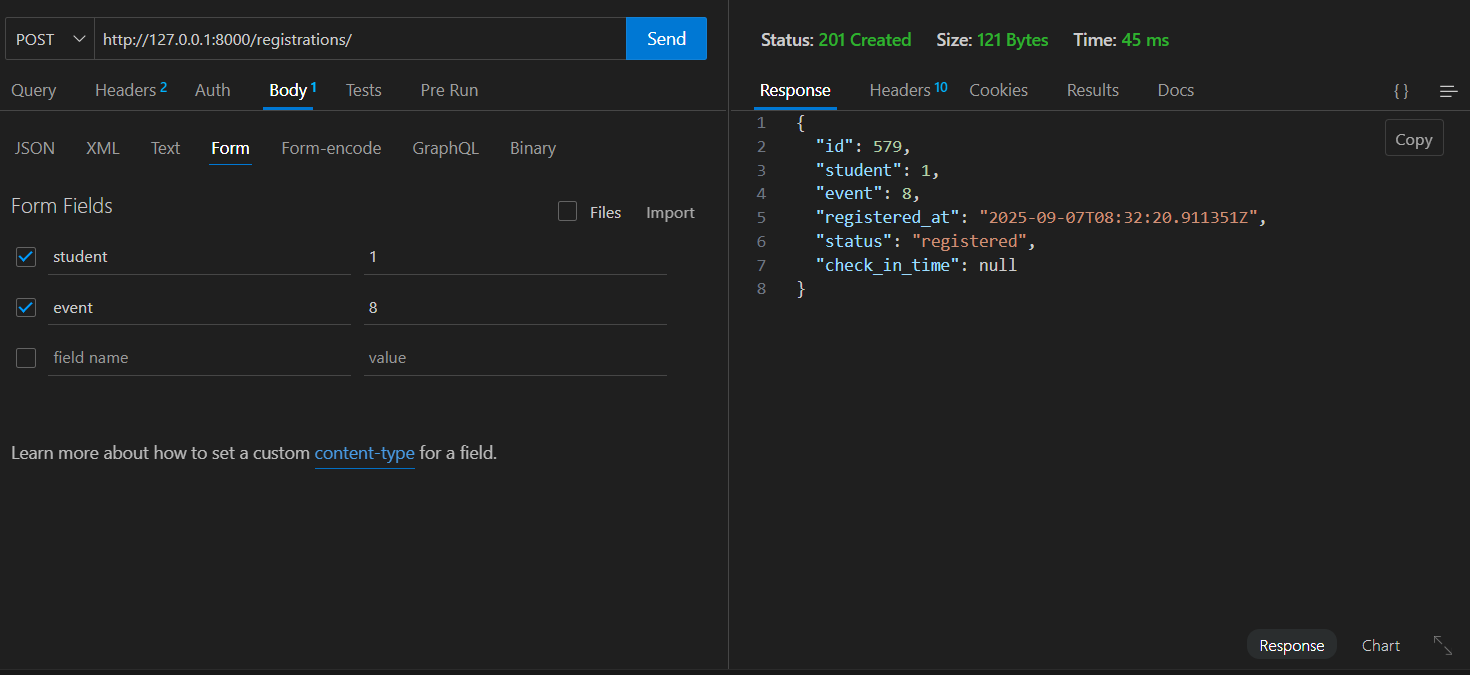 POST http://127.0.0.1:8000/registrations/ Send
Query Headers 2 Auth Body 1 Tests Pre Run
JSON XML Text Form Form-encode GraphQL Binary
Form Fields
Files Import
student 1
event 8
field name value
Learn more about how to set a custom content-type for a field.
Status: 201 Created Size: 121 Bytes Time: 45 ms
Response Headers 10 Cookies Results Docs { }
Copy
1 {
2 "id": 579,
3 "student": 1,
4 "event": 8,
5 "registered_at": "2025-09-07T08:32:20.911351Z",
6 "status": "registered",
7 "check_in_time": null
8 }
Response Chart